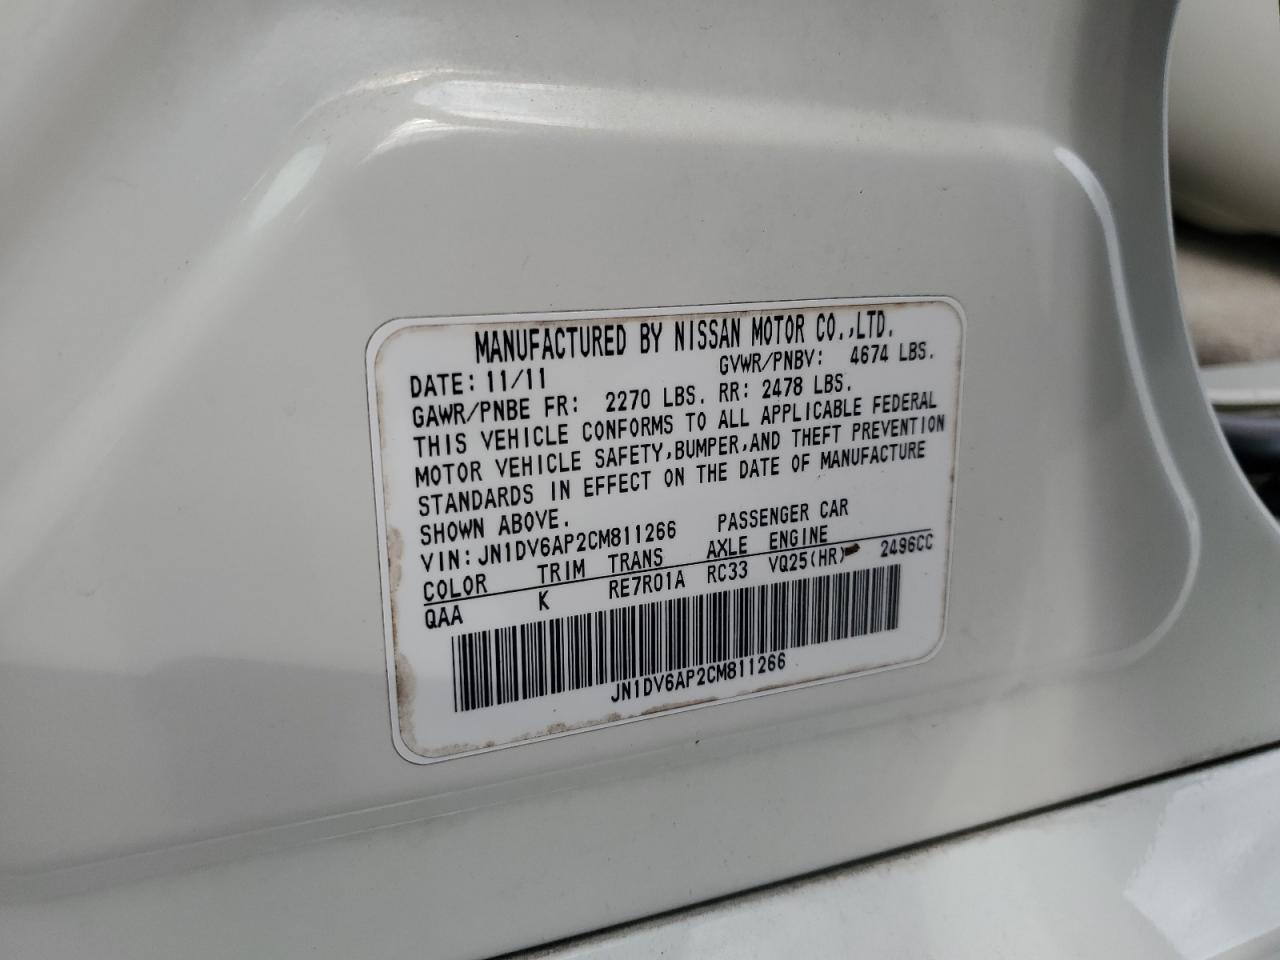 MANUFACTURED BY NISSAN MOTOR CO.,LTD.
DATE: 11/11 GVWR/PNBV: 4674 LBS.
GAWR/PNBE FR: 2270 LBS. RR: 2478 LBS.
THIS VEHICLE CONFORMS TO ALL APPLICABLE FEDERAL
MOTOR VEHICLE SAFETY,BUMPER,AND THEFT PREVENTION
STANDARDS IN EFFECT ON THE DATE OF MANUFACTURE
SHOWN ABOVE.
VIN: JN1DV6AP2CM811266 PASSENGER CAR
COLOR TRIM TRANS AXLE ENGINE
QAA K RE7R01A RC33 VQ25(HR) 2496CC
JN1DV6AP2CM811266